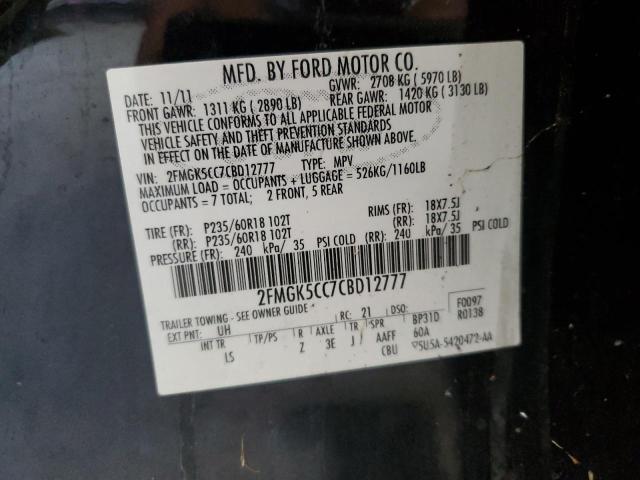 MFD. BY FORD MOTOR CO.
DATE: 11/11 GVWR: 2708 KG ( 5970 LB)
FRONT GAWR: 1311 KG ( 2890 LB) REAR GAWR: 1420 KG ( 3130 LB)
THIS VEHICLE CONFORMS TO ALL APPLICABLE FEDERAL MOTOR
VEHICLE SAFETY AND THEFT PREVENTION STANDARDS
IN EFFECT ON THE DATE OF MANUFACTURE SHOWN ABOVE.
VIN: 2FMGK5CC7CBD12777 TYPE: MPV
MAXIMUM LOAD = OCCUPANTS + LUGGAGE = 526KG/1160LB
OCCUPANTS = 7 TOTAL; 2 FRONT, 5 REAR
TIRE (FR): P235/60R18 102T RIMS (FR): 18X7.5J
(RR): P235/60R18 102T (RR): 18X7.5J
PRESSURE (FR): 240 kPa/ 35 PSI COLD (RR): 240 kPa/ 35 PSI COLD
2FMGK5CC7CBD12777
TRAILER TOWING - SEE OWNER GUIDE
EXT PNT: UH RC: 21 DSO: F0097
R0138
INT TR TP/PS R AXLE TR SPR BP31D
LS Z 3E J AAFF 60A
CBU 5U5A-5420472-AA